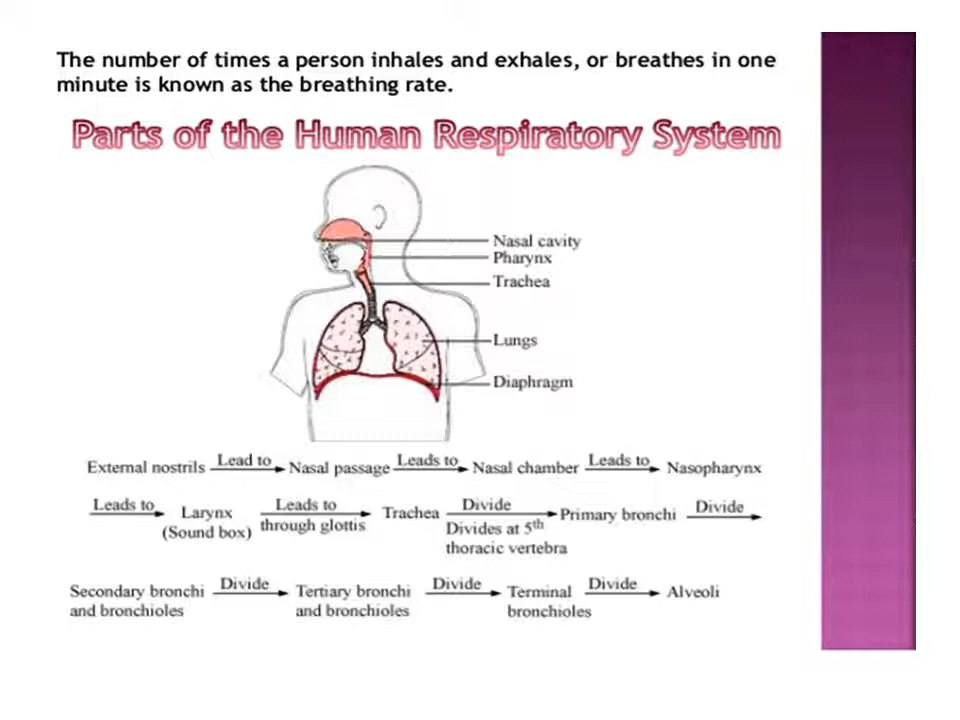 The number of times a person inhales and exhales, or breathes in one
minute is known as the breathing rate.
Parts of the Human Respiratory System
Nasal cavity
Pharynx
Trachea
Lungs
Diaphragm
External nostrils Lead to Nasal passage Leads to Nasal chamber Leads to Nasopharynx
Leads to Larynx (Sound box) Leads to through glottis Trachea Divide Divides at 5th thoracic vertebra Primary bronchi Divide
Secondary bronchi and bronchioles Divide Tertiary bronchi and bronchioles Divide Terminal bronchioles Divide Alveoli